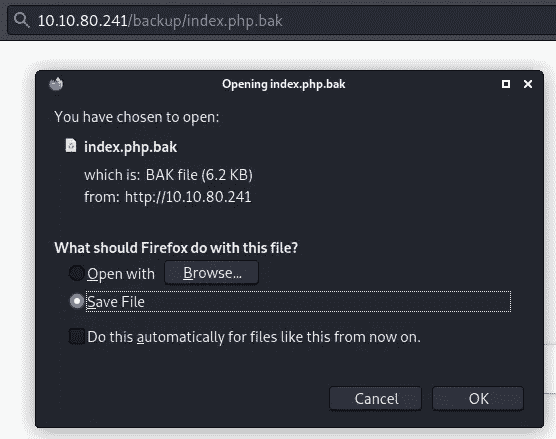 10.10.80.241/backup/index.php.bak
Opening index.php.bak
You have chosen to open:
index.php.bak
which is: BAK file (6.2 KB)
from: http://10.10.80.241
What should Firefox do with this file?
Open with Browse...
Save File
Do this automatically for files like this from now on.
Cancel OK